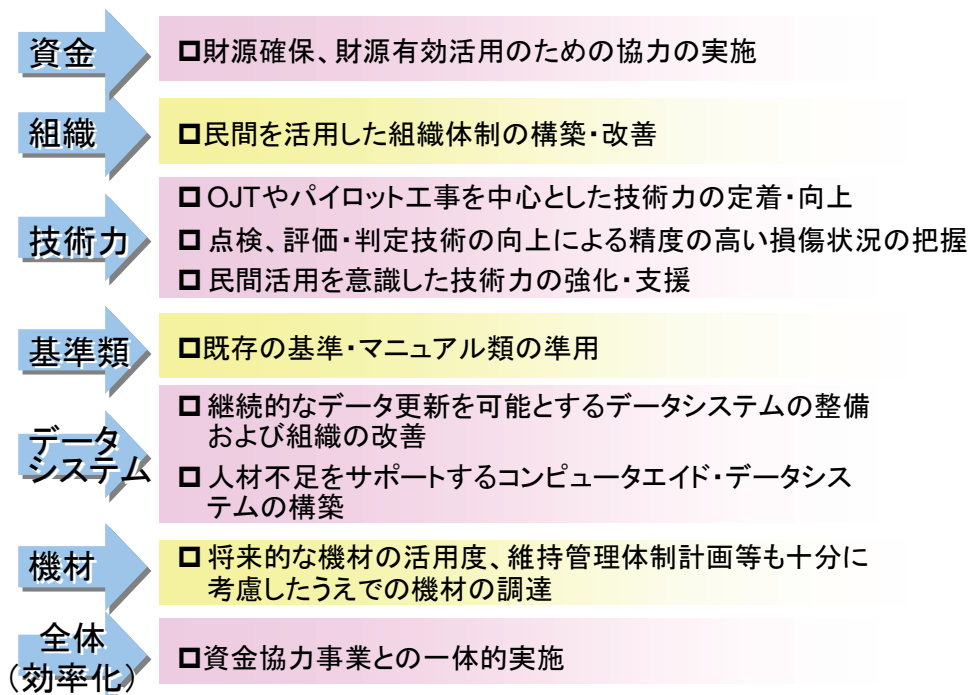 資金
□財源確保、財源有効活用のための協力の実施
組織
□民間を活用した組織体制の構築・改善
技術力
□ OJTやパイロット工事を中心とした技術力の定着・向上
□ 点検、評価・判定技術の向上による精度の高い損傷状況の把握
□ 民間活用を意識した技術力の強化・支援
基準類
□既存の基準・マニュアル類の準用
データ
システム
□ 継続的なデータ更新を可能とするデータシステムの整備
および組織の改善
□ 人材不足をサポートするコンピュータエイド・データシス
テムの構築
機材
□ 将来的な機材の活用度、維持管理体制計画等も十分に
考慮したうえでの機材の調達
全体
（効率化）
□資金協力事業との一体的実施